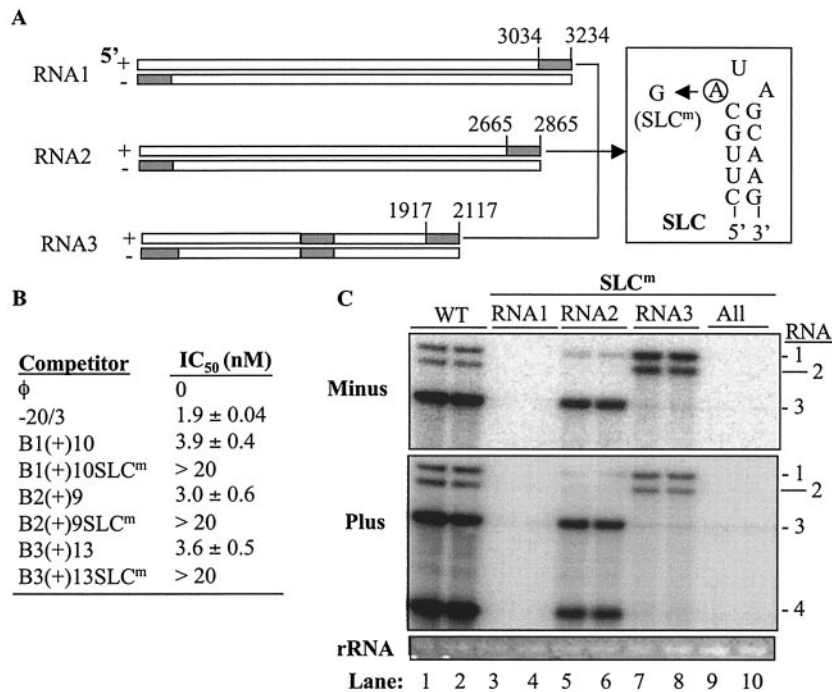 A
5'
3034 3234
RNA1 +
-
2665 2865
RNA2 +
-
1917 2117
RNA3 +
-
U
G ← A A
(SLCᵐ) C G
G C
U A
U A
C G
SLC
5' 3'
B
Competitor IC₅₀ (nM)
ϕ 0
-20/3 1.9 ± 0.04
B1(+)10 3.9 ± 0.4
B1(+)10SLCᵐ > 20
B2(+)9 3.0 ± 0.6
B2(+)9SLCᵐ > 20
B3(+)13 3.6 ± 0.5
B3(+)13SLCᵐ > 20
C
SLCᵐ
WT RNA1 RNA2 RNA3 All
RNA
Minus
- 1
2
- 3
Plus
- 1
2
- 3
- 4
rRNA
Lane: 1 2 3 4 5 6 7 8 9 10